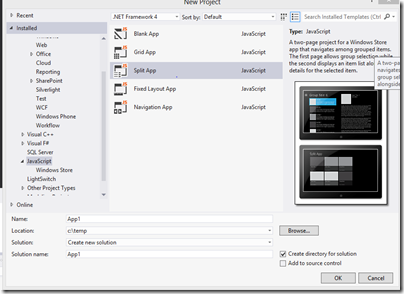 New Project
Recent
.NET Framework 4
Sort by: Default
Search Installed Templates (Ctrl
Installed
Windows
Web
Office
Cloud
Reporting
SharePoint
Silverlight
Test
WCF
Windows Phone
Workflow
Visual C++
Visual F#
SQL Server
JavaScript
Windows Store
LightSwitch
Other Project Types
Online
Blank App JavaScript
Grid App JavaScript
Split App JavaScript
Fixed Layout App JavaScript
Navigation App JavaScript
Type: JavaScript
A two-page project for a Windows Store
app that navigates among grouped items.
The first page allows group selection while
the second displays an item list alo
details for the selected item.
A two-pa
navigates
group sel
alongside
Name: App1
Location: c:\temp
Browse...
Solution: Create new solution
Create directory for solution
Solution name: App1
Add to source control
OK
Cancel